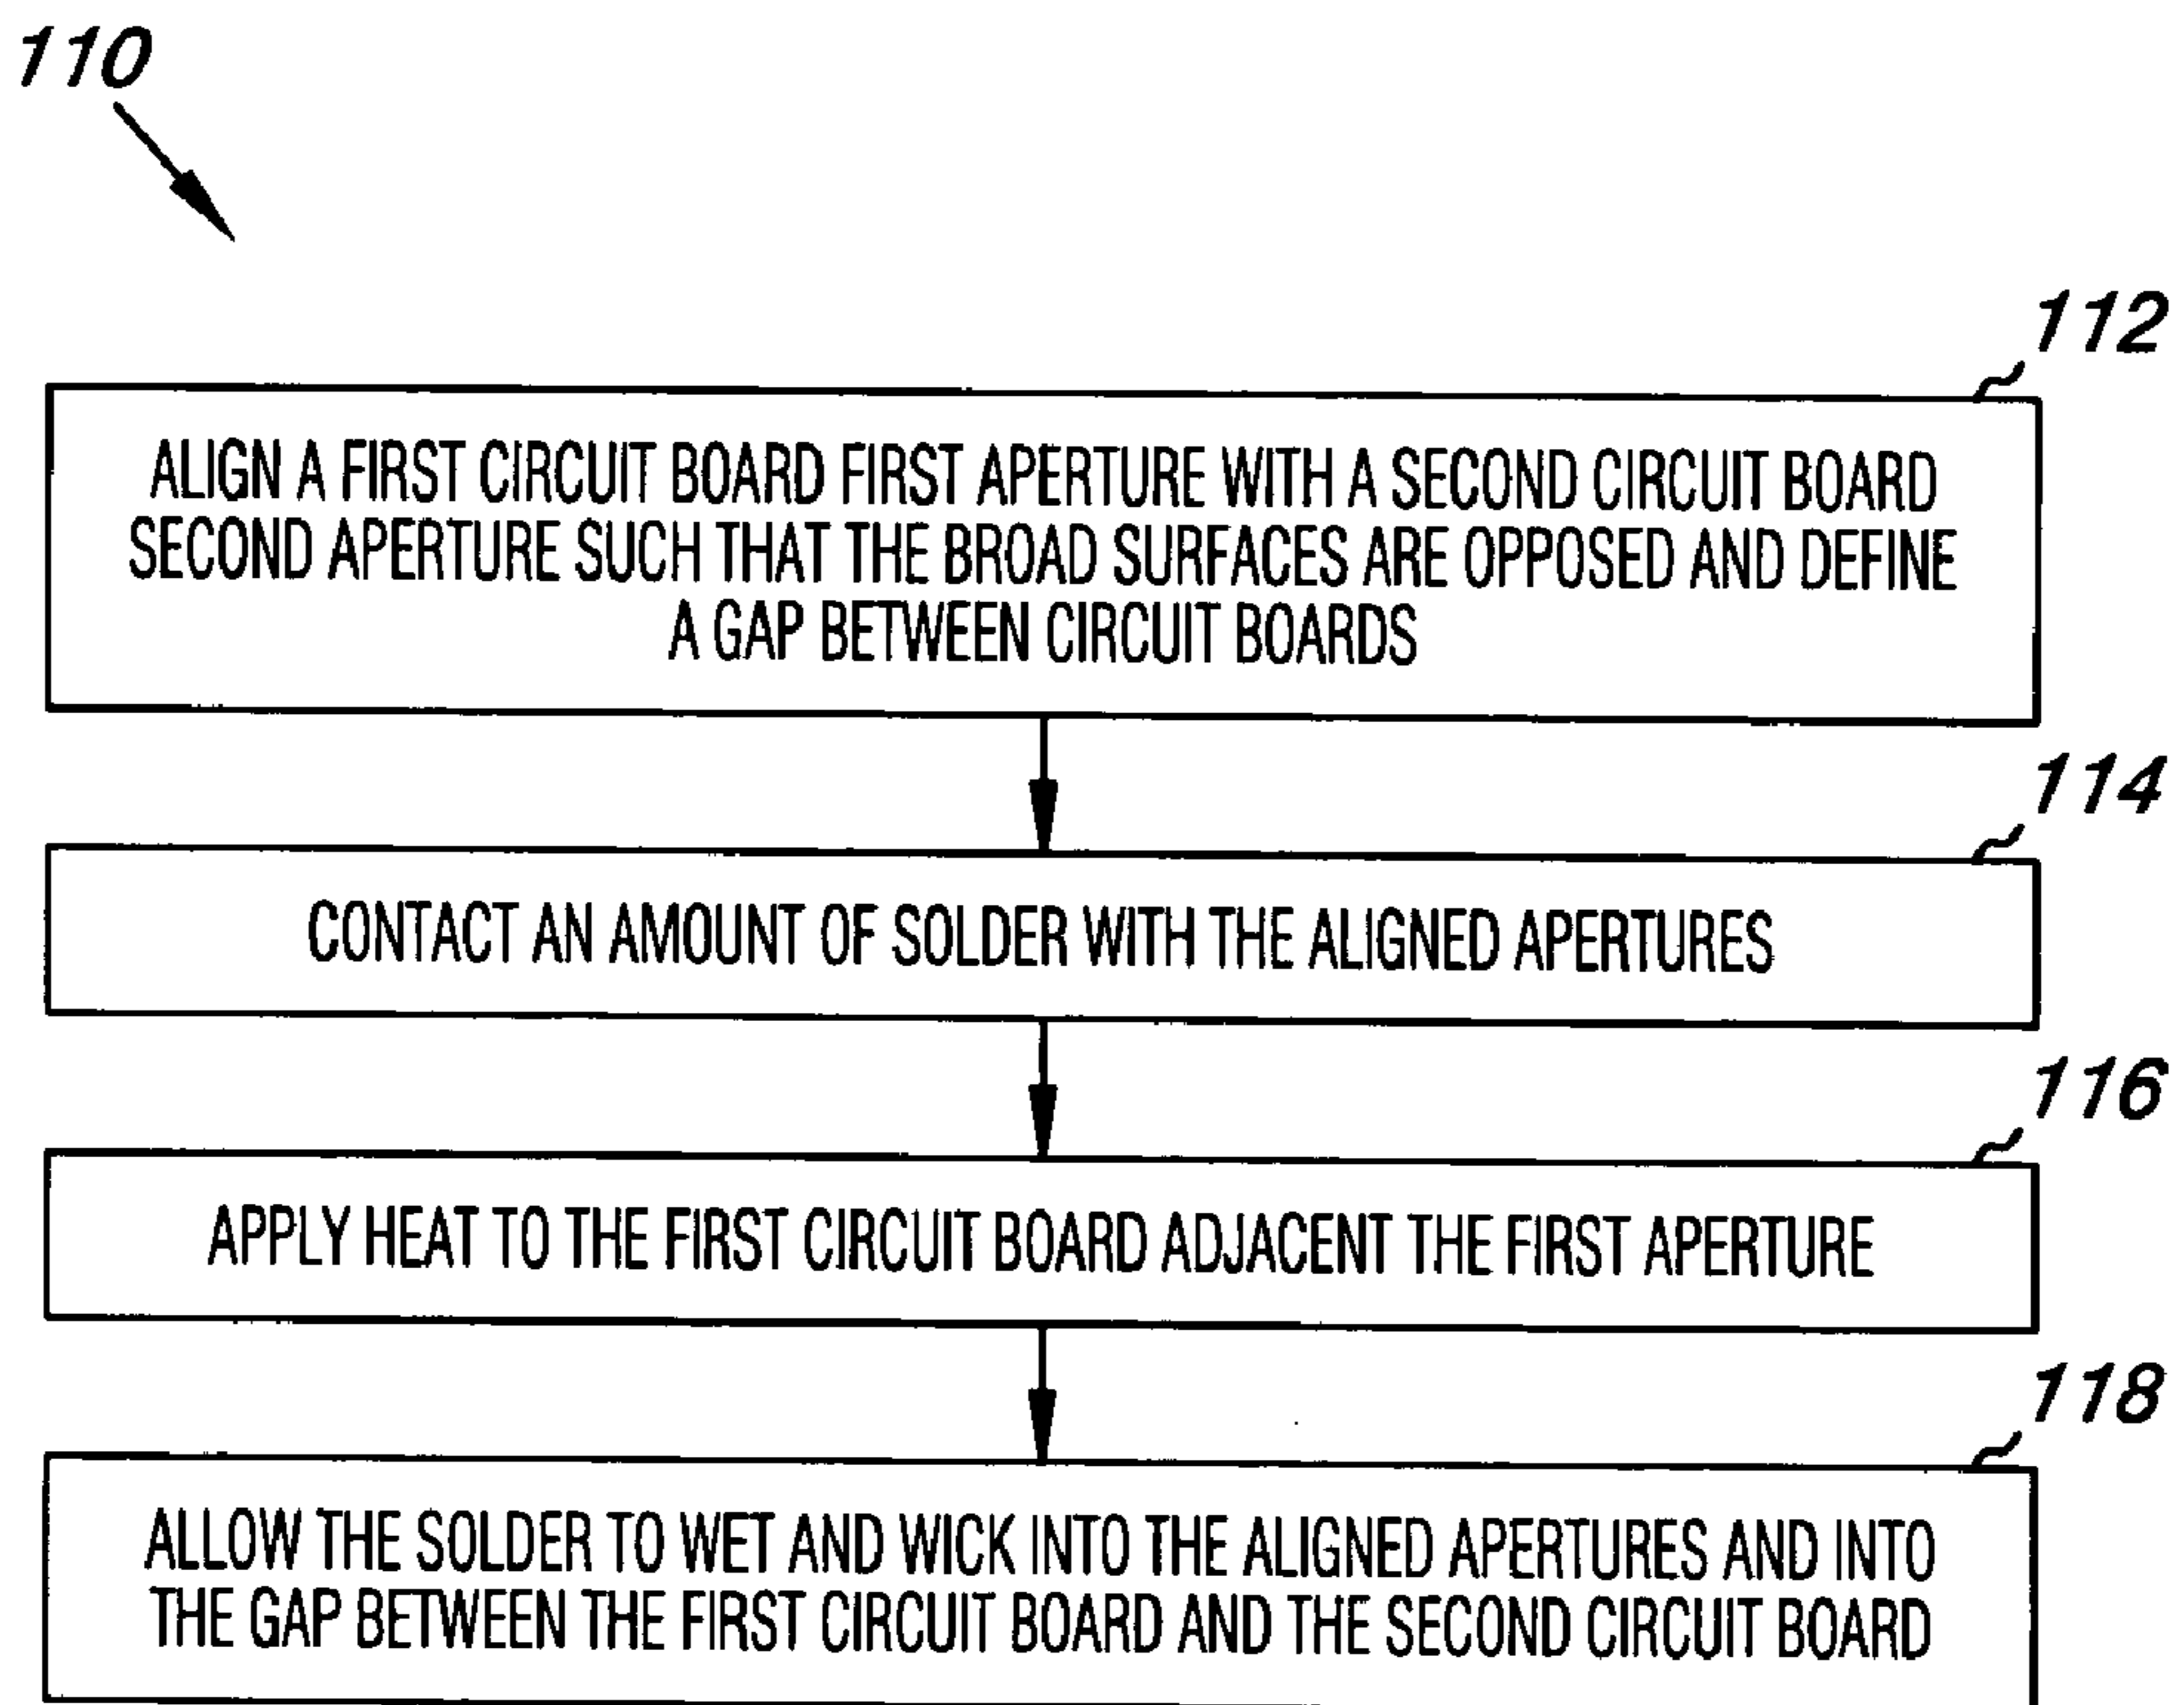 110
112
ALIGN A FIRST CIRCUIT BOARD FIRST APERTURE WITH A SECOND CIRCUIT BOARD
SECOND APERTURE SUCH THAT THE BROAD SURFACES ARE OPPOSED AND DEFINE
A GAP BETWEEN CIRCUIT BOARDS
114
CONTACT AN AMOUNT OF SOLDER WITH THE ALIGNED APERTURES
116
APPLY HEAT TO THE FIRST CIRCUIT BOARD ADJACENT THE FIRST APERTURE
118
ALLOW THE SOLDER TO WET AND WICK INTO THE ALIGNED APERTURES AND INTO
THE GAP BETWEEN THE FIRST CIRCUIT BOARD AND THE SECOND CIRCUIT BOARD